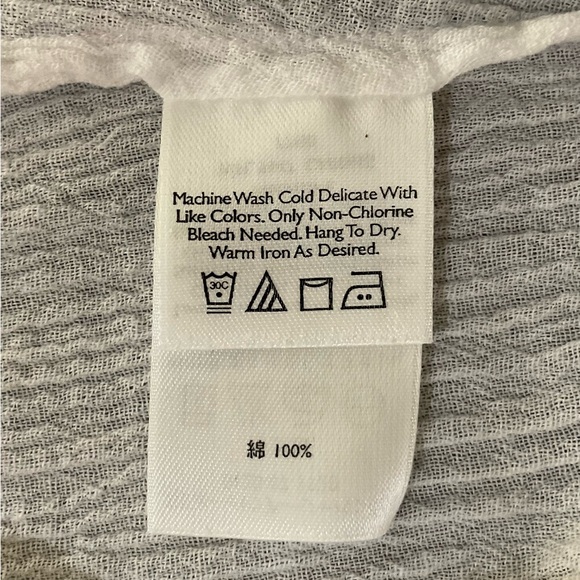 Machine Wash Cold Delicate With
Like Colors. Only Non-Chlorine
Bleach Needed. Hang To Dry.
Warm Iron As Desired.
30C
綿 100%